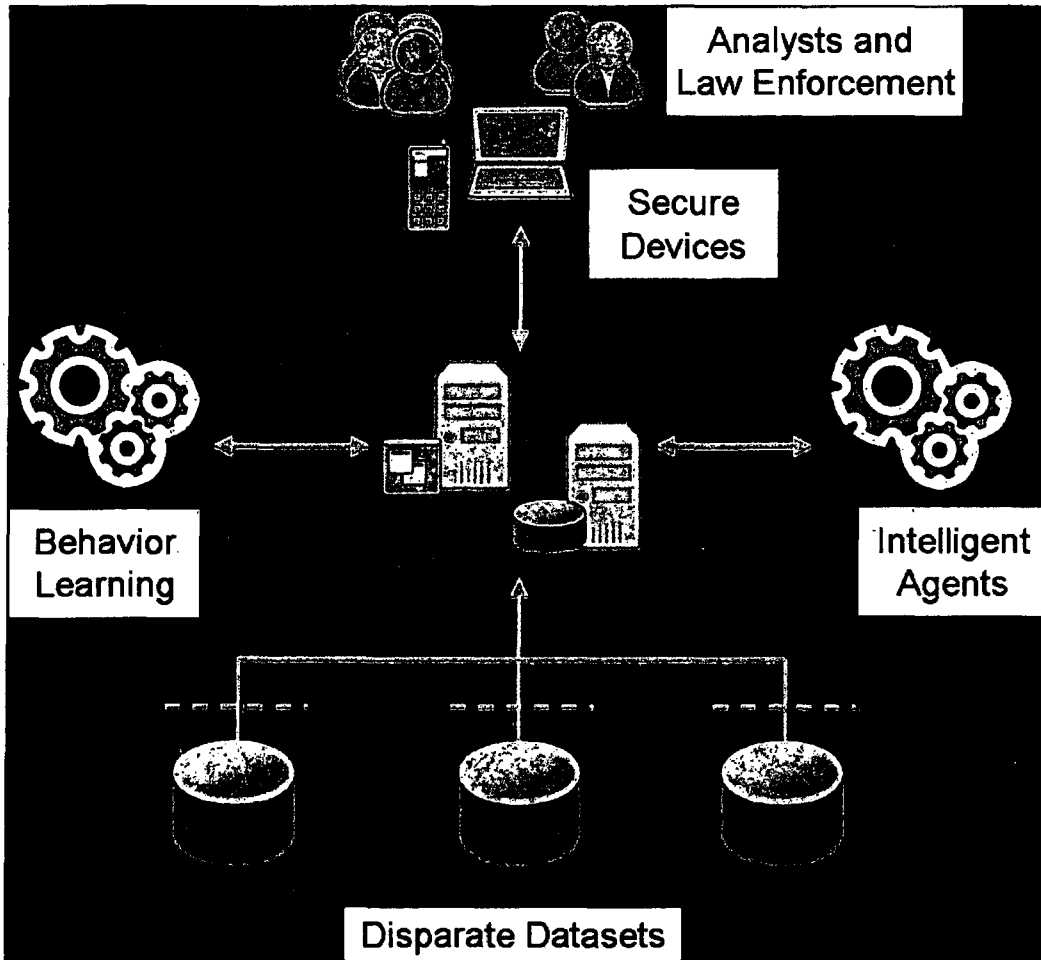 Analysts and
Law Enforcement
Secure
Devices
Behavior
Learning
Intelligent
Agents
Disparate Datasets